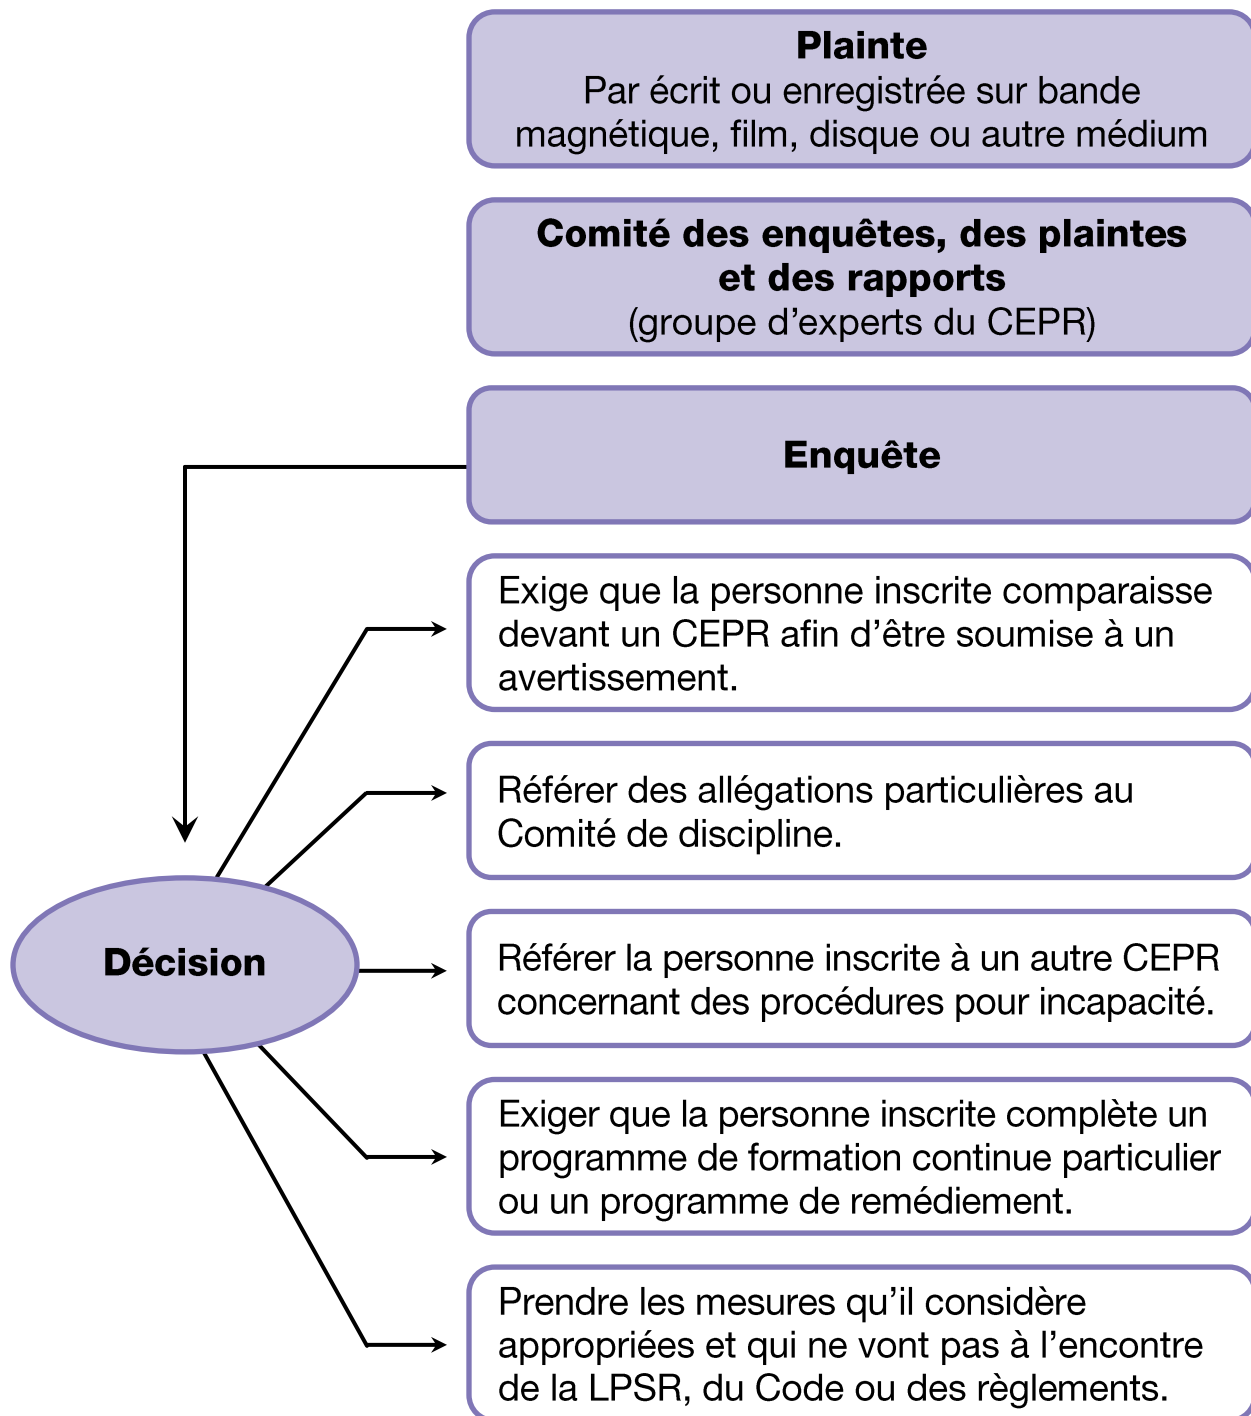 Plainte
Par écrit ou enregistrée sur bande
magnétique, film, disque ou autre médium
Comité des enquêtes, des plaintes
et des rapports
(groupe d’experts du CEPR)
Enquête
Exige que la personne inscrite comparaisse
devant un CEPR afin d’être soumise à un
avertissement.
Référer des allégations particulières au
Comité de discipline.
Décision
Référer la personne inscrite à un autre CEPR
concernant des procédures pour incapacité.
Exiger que la personne inscrite complète un
programme de formation continue particulier
ou un programme de remédiement.
Prendre les mesures qu’il considère
appropriées et qui ne vont pas à l’encontre
de la LPSR, du Code ou des règlements.